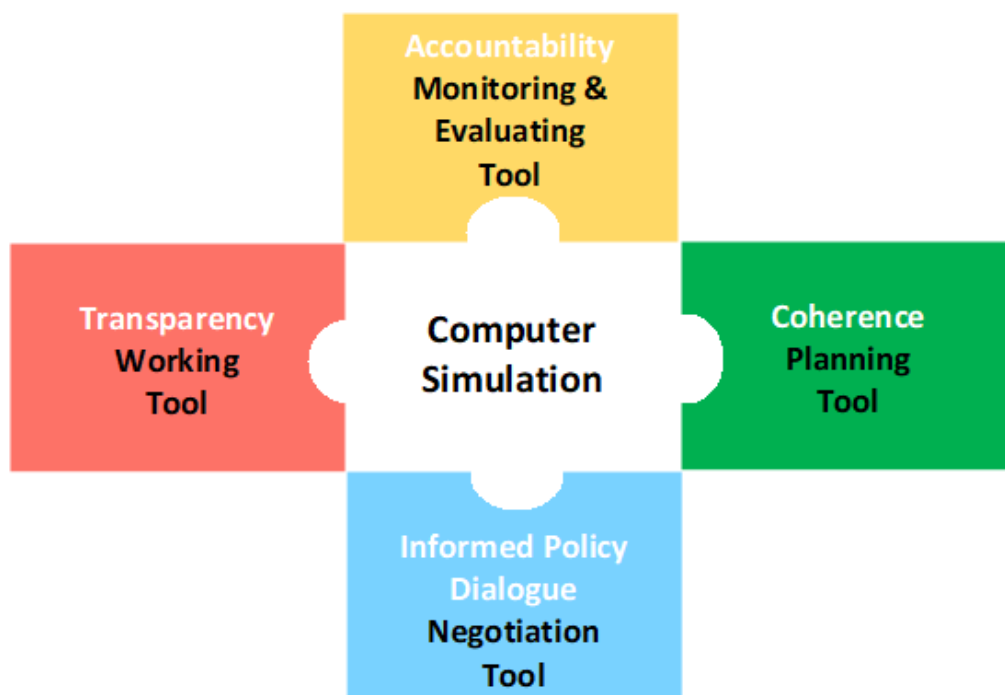 Accountability
Monitoring &
Evaluating
Tool
Transparency
Working
Tool
Computer
Simulation
Coherence
Planning
Tool
Informed Policy
Dialogue
Negotiation
Tool